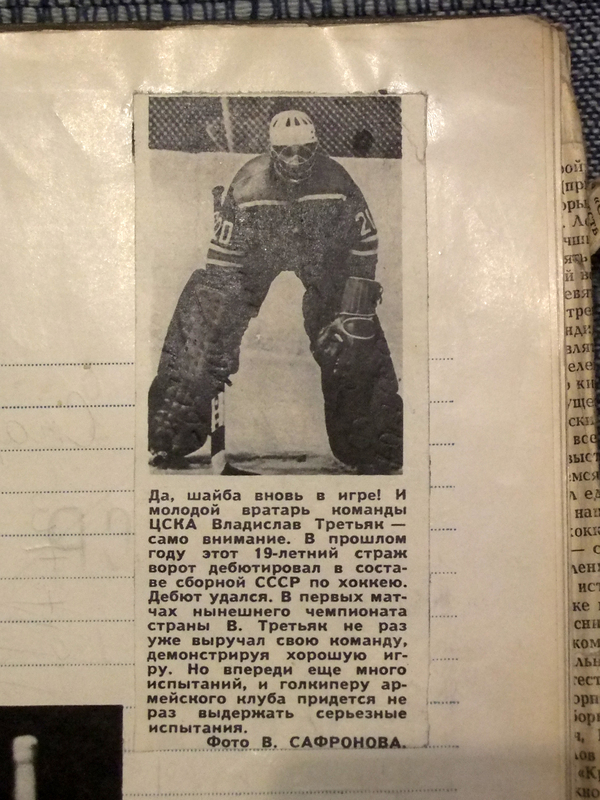 20
20
Да, шайба вновь в игре! И
молодой вратарь команды
ЦСКА Владислав Третьяк —
само внимание. В прошлом
году этот 19-летний страж
ворот дебютировал в соста-
ве сборной СССР по хоккею.
Дебют удался. В первых мат-
чах нынешнего чемпионата
страны В. Третьяк не раз
уже выручал свою команду,
демонстрируя хорошую иг-
ру. Но впереди еще много
испытаний, и голкиперу ар-
мейского клуба придется не
раз выдержать серьезные
испытания.
Фото В. САФРОНОВА.